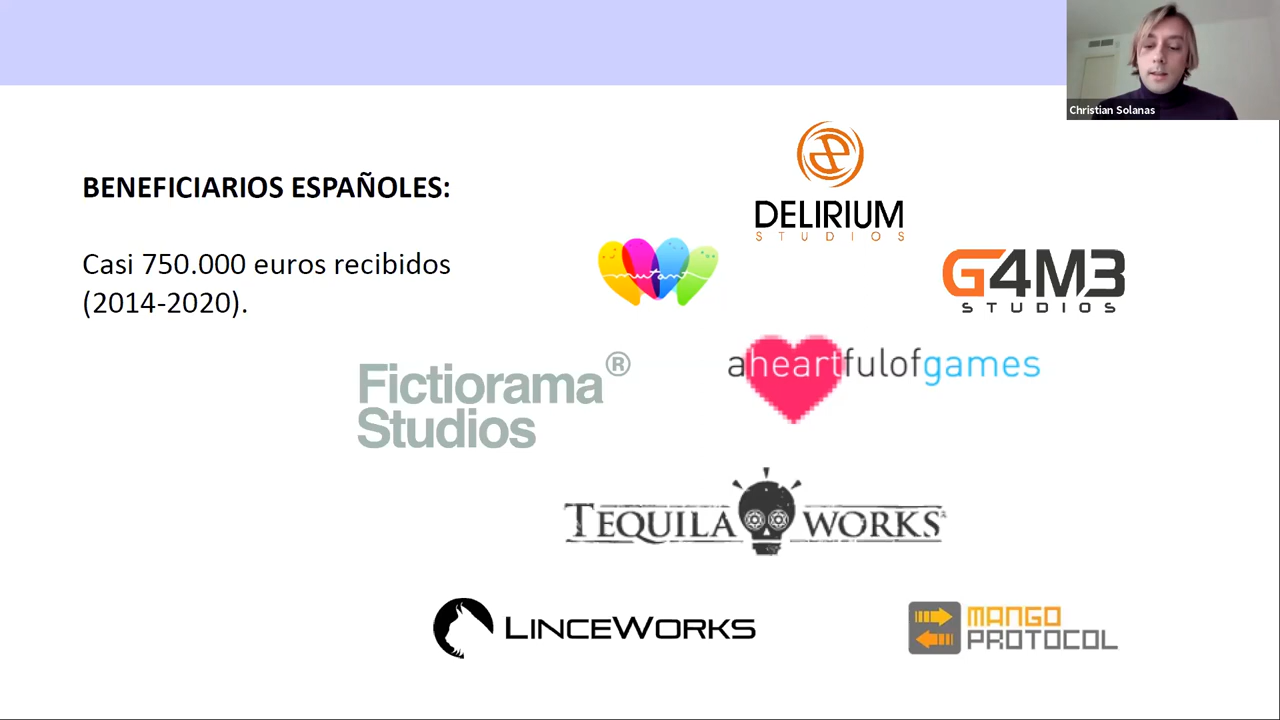 Christian Solanas
BENEFICIARIOS ESPAÑOLES:
Casi 750.000 euros recibidos
(2014-2020).
DELIRIUM
STUDIOS
G4M3
STUDIOS
aheartfulofgames
Fictiorama®
Studios
TEQUILA WORKS
LINCEWORKS
MANGO
PROTOCOL